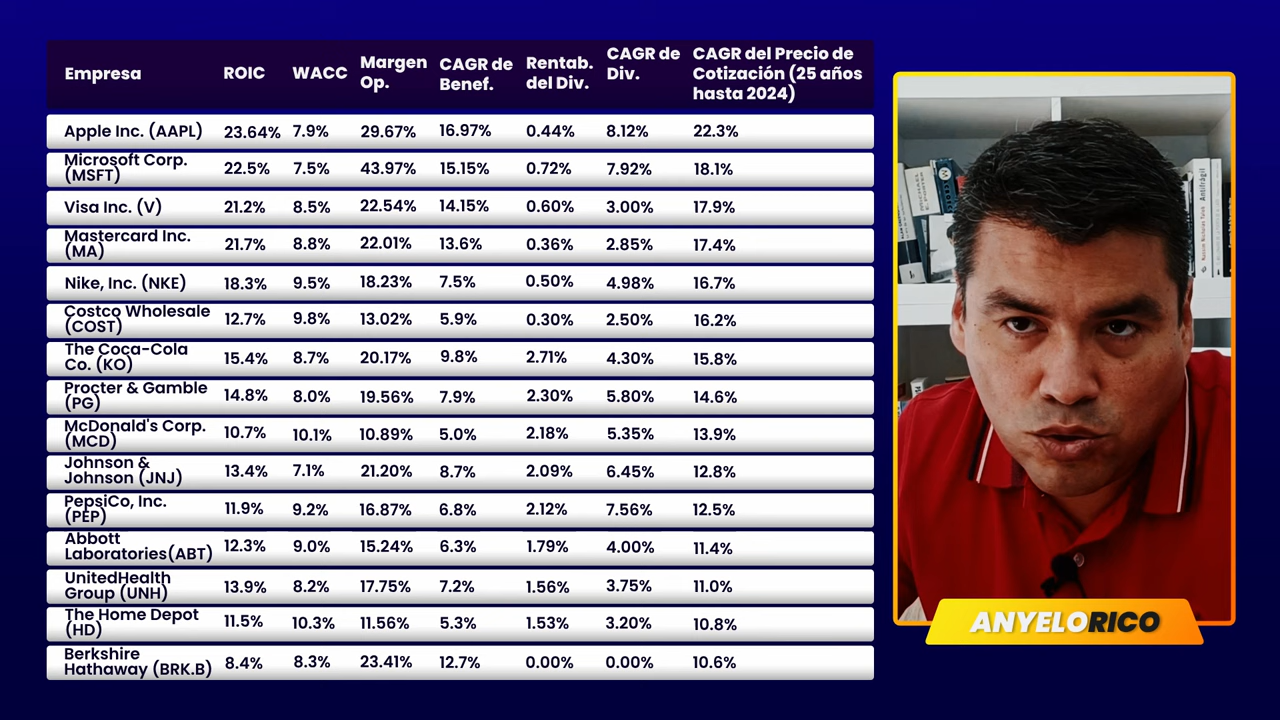 Empresa ROIC WACC Margen Op. CAGR de Benef. Rentab. del Div. CAGR de Div. CAGR del Precio de Cotización (25 años hasta 2024)
Apple Inc. (AAPL) 23.64% 7.9% 29.67% 16.97% 0.44% 8.12% 22.3%
Microsoft Corp. (MSFT) 22.5% 7.5% 43.97% 15.15% 0.72% 7.92% 18.1%
Visa Inc. (V) 21.2% 8.5% 22.54% 14.15% 0.60% 3.00% 17.9%
Mastercard Inc. (MA) 21.7% 8.8% 22.01% 13.6% 0.36% 2.85% 17.4%
Nike, Inc. (NKE) 18.3% 9.5% 18.23% 7.5% 0.50% 4.98% 16.7%
Costco Wholesale (COST) 12.7% 9.8% 13.02% 5.9% 0.30% 2.50% 16.2%
The Coca-Cola Co. (KO) 15.4% 8.7% 20.17% 9.8% 2.71% 4.30% 15.8%
Procter & Gamble (PG) 14.8% 8.0% 19.56% 7.9% 2.30% 5.80% 14.6%
McDonald's Corp. (MCD) 10.7% 10.1% 10.89% 5.0% 2.18% 5.35% 13.9%
Johnson & Johnson (JNJ) 13.4% 7.1% 21.20% 8.7% 2.09% 6.45% 12.8%
PepsiCo, Inc. (PEP) 11.9% 9.2% 16.87% 6.8% 2.12% 7.56% 12.5%
Abbott Laboratories(ABT) 12.3% 9.0% 15.24% 6.3% 1.79% 4.00% 11.4%
UnitedHealth Group (UNH) 13.9% 8.2% 17.75% 7.2% 1.56% 3.75% 11.0%
The Home Depot (HD) 11.5% 10.3% 11.56% 5.3% 1.53% 3.20% 10.8%
Berkshire Hathaway (BRK.B) 8.4% 8.3% 23.41% 12.7% 0.00% 0.00% 10.6%
Antifrágil
ANYELORICO